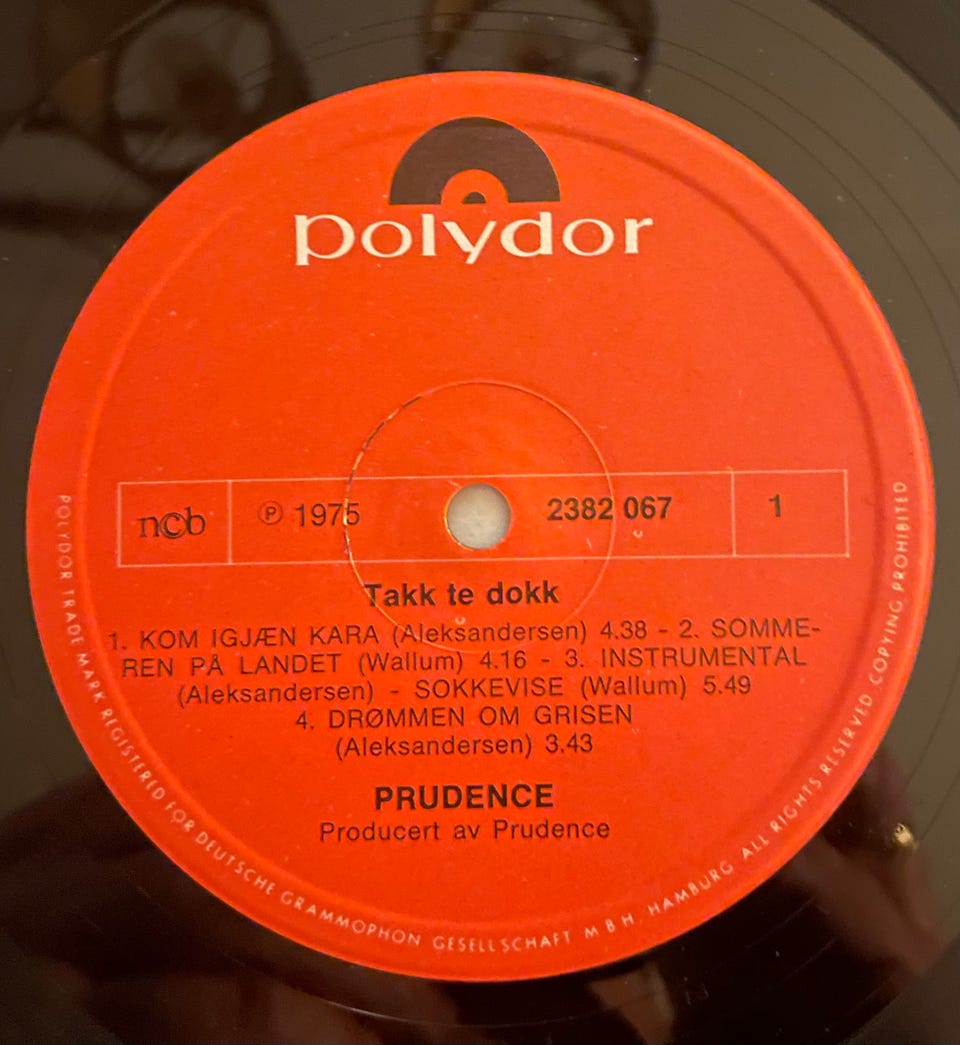 polydor
ncb
℗ 1975
2382 067
1
Takk te dokk
1. KOM IGJÆN KARA (Aleksandersen) 4.38 - 2. SOMME-
REN PÅ LANDET (Wallum) 4.16 - 3. INSTRUMENTAL
(Aleksandersen) - SOKKEVISE (Wallum) 5.49
4. DRØMMEN OM GRISEN
(Aleksandersen) 3.43
PRUDENCE
Producert av Prudence
POLYDOR TRADE MARK REGISTERED FOR DEUTSCHE GRAMMOPHON GESELLSCHAFT M B H. HAMBURG ALL RIGHTS RESERVED COPYING PROHIBITED